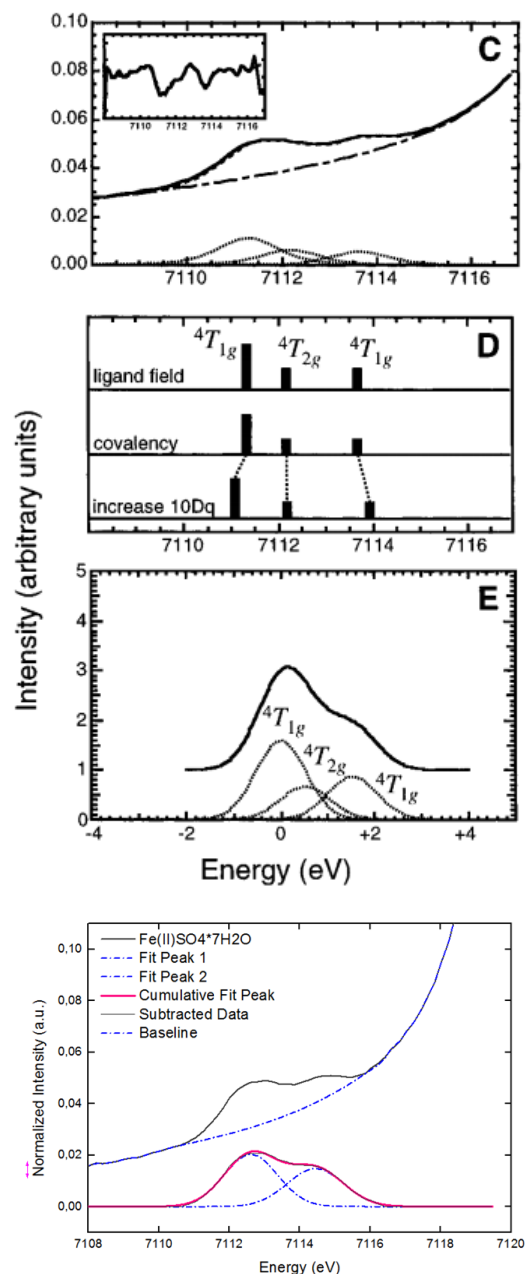 C
0.10
0.08
0.06
0.04
0.02
0.00
7110 7112 7114 7116
7110 7112 7114 7116
Intensity (arbitrary units)
D
4T1g 4T2g 4T1g
ligand field
covalency
increase 10Dq
7110 7112 7114 7116
E
5
4
3
2
1
0
4T1g
4T2g
4T1g
-4 -2 0 +2 +4
Energy (eV)
Normalized Intensity (a.u.)
0,10
0,08
0,06
0,04
0,02
0,00
Fe(II)SO4*7H2O
Fit Peak 1
Fit Peak 2
Cumulative Fit Peak
Subtracted Data
Baseline
7108 7110 7112 7114 7116 7118 7120
Energy (eV)